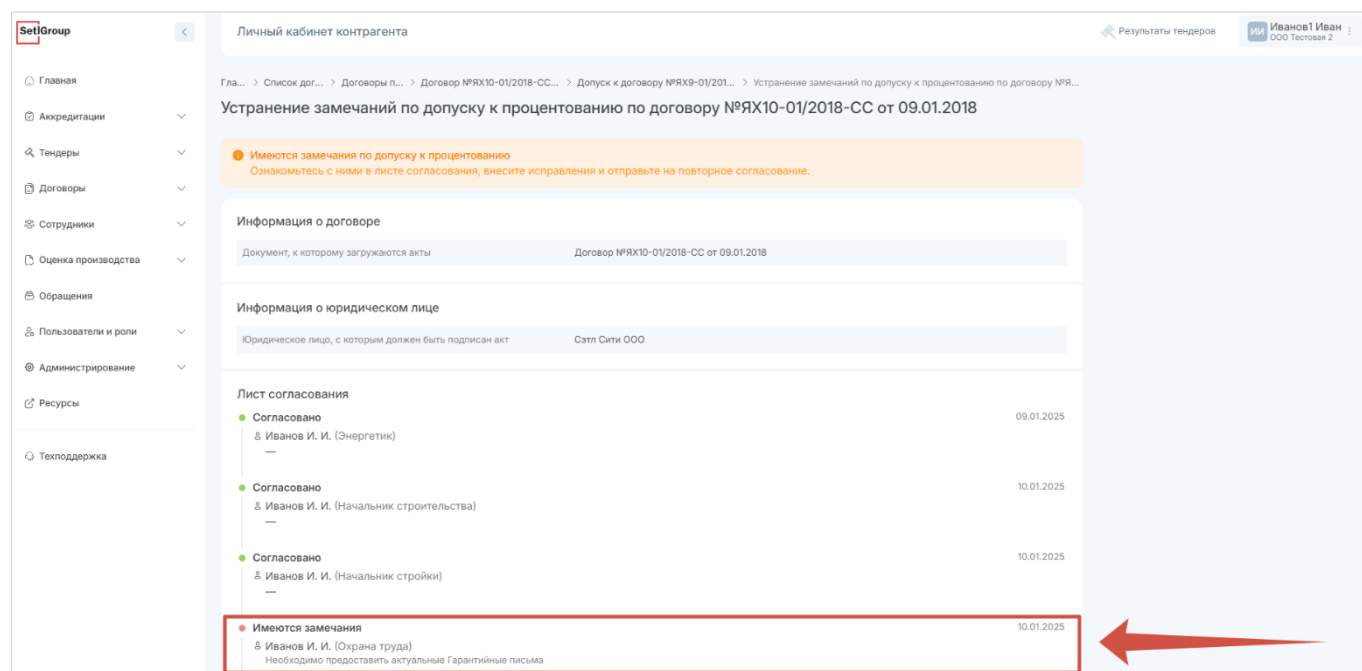 SetlGroup
Личный кабинет контрагента
Результаты тендеров
ИИ
Иванов1 Иван
ООО Тестовая 2
Главная
Аккредитации
Тендеры
Договоры
Сотрудники
Оценка производства
Обращения
Пользователи и роли
Администрирование
Ресурсы
Техподдержка
Гла... > Список дог... > Договоры п... > Договор №ЯХ10-01/2018-СС... > Допуск к договору №ЯХ9-01/201... > Устранение замечаний по допуску к процентованию по договору №Я...
Устранение замечаний по допуску к процентованию по договору №ЯХ10-01/2018-СС от 09.01.2018
Имеются замечания по допуску к процентованию
Ознакомьтесь с ними в листе согласования, внесите исправления и отправьте на повторное согласование.
Информация о договоре
Документ, к которому загружаются акты Договор №ЯХ10-01/2018-СС от 09.01.2018
Информация о юридическом лице
Юридическое лицо, с которым должен быть подписан акт Сэтл Сити ООО
Лист согласования
Согласовано 09.01.2025
Иванов И. И. (Энергетик)
—
Согласовано 10.01.2025
Иванов И. И. (Начальник строительства)
—
Согласовано 10.01.2025
Иванов И. И. (Начальник стройки)
—
Имеются замечания 10.01.2025
Иванов И. И. (Охрана труда)
Необходимо предоставить актуальные Гарантийные письма